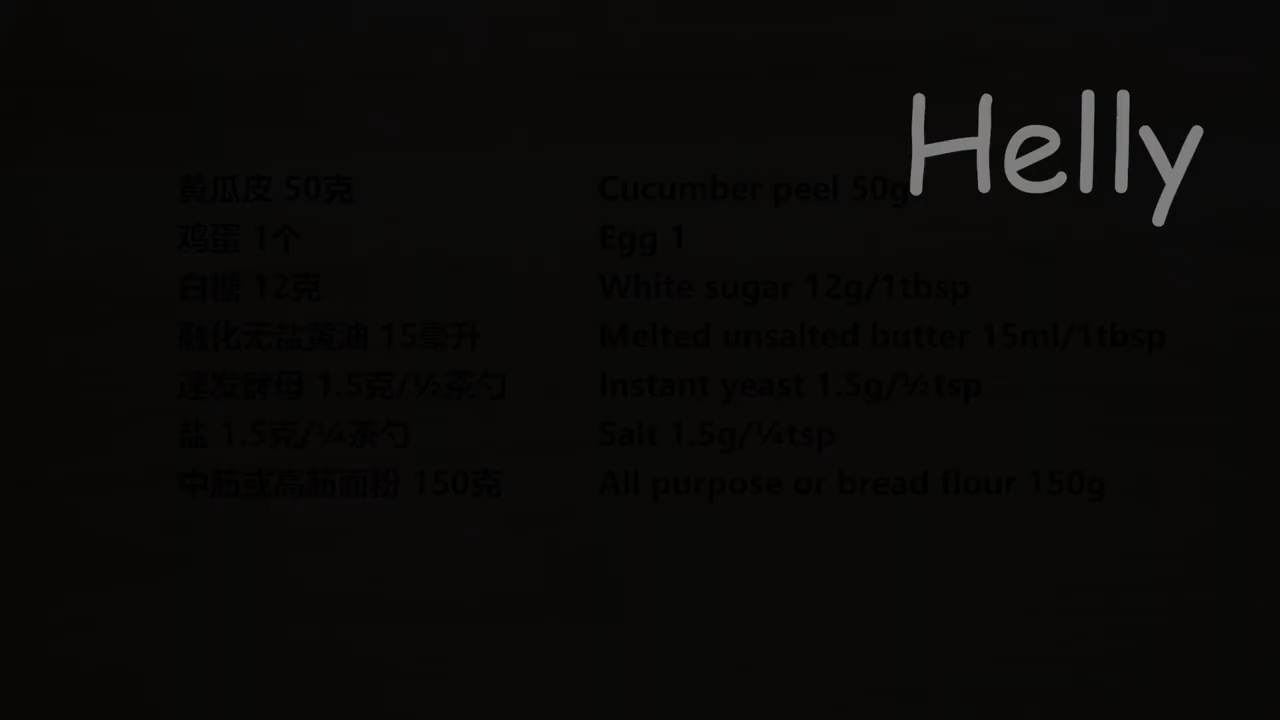 Helly
黄瓜皮 50克
Cucumber peel 50g
鸡蛋 1个
Egg 1
白糖 12克
White sugar 12g/1tbsp
融化无盐黄油 15毫升
Melted unsalted butter 15ml/1tbsp
速发酵母 1.5克/½茶勺
Instant yeast 1.5g/½tsp
盐 1.5克/¼茶勺
Salt 1.5g/¼tsp
中筋或高筋面粉 150克
All purpose or bread flour 150g